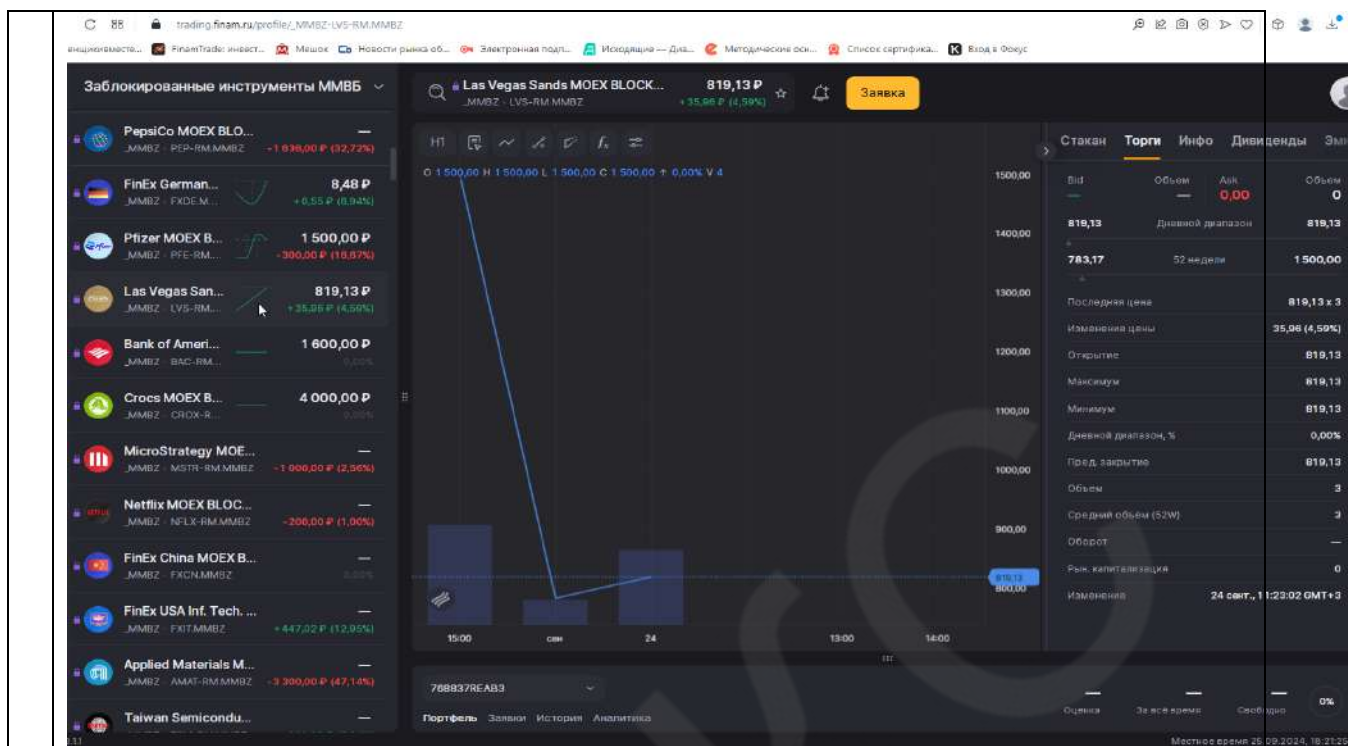 trading.finam.ru/profile/_MMBZ-LVS-RM.MMBZ
FinamTrade: инвест...
Мешок
Новости рынка об...
Электронная подп...
Исходящие — Диа...
Методические осн...
Список сертифика...
Вход в Фокус
Заблокированные инструменты ММВБ
Las Vegas Sands MOEX BLOCK...
819,13 ₽
_MMBZ · LVS-RM.MMBZ
+35,96 ₽ (4,59%)
Заявка
PepsiCo MOEX BLO...
—
_MMBZ · PEP-RM.MMBZ
-1 636,00 ₽ (32,72%)
FinEx German...
8,48 ₽
_MMBZ · FXDE.M...
Pfizer MOEX B...
1 500,00 ₽
_MMBZ · PFE-RM...
-300,00 ₽ (16,67%)
Las Vegas San...
819,13 ₽
_MMBZ · LVS-RM...
+35,96 ₽ (4,59%)
Bank of Ameri...
1 600,00 ₽
_MMBZ · BAC-RM...
0,00%
Crocs MOEX B...
4 000,00 ₽
_MMBZ · CROX-R...
0,00%
MicroStrategy MOE...
—
_MMBZ · MSTR-RM.MMBZ
-1 000,00 ₽ (2,56%)
Netflix MOEX BLOC...
—
_MMBZ · NFLX-RM.MMBZ
-200,00 ₽ (1,00%)
FinEx China MOEX B...
—
_MMBZ · FXCN.MMBZ
0,00%
FinEx USA Inf. Tech. ...
—
_MMBZ · FXIT.MMBZ
+447,02 ₽ (12,95%)
Applied Materials M...
—
_MMBZ · AMAT-RM.MMBZ
-3 300,00 ₽ (47,14%)
Taiwan Semicondu...
—
H1
O 1 500,00 H 1 500,00 L 1 500,00 C 1 500,00 ↑ 0,00% V 4
1500,00
1400,00
1300,00
1200,00
1100,00
1000,00
900,00
819,13
800,00
15:00
сен
24
13:00
14:00
768837REAB3
Портфель Заявки История Аналитика
Стакан Торги Инфо Дивиденды Эми
Bid Объем Ask Объем
— — 0,00 0
819,13 Дневной диапазон 819,13
783,17 52 недели 1 500,00
Последняя цена 819,13 x 3
Изменения цены 35,96 (4,59%)
Открытие 819,13
Максимум 819,13
Минимум 819,13
Дневной диапазон, % 0,00%
Пред. закрытие 819,13
Объем 3
Средний объём (52W) 3
Оборот —
Рын. капитализация 0
Изменение 24 сент., 11:23:02 GMT+3
— — — 0%
Оценка За всё время Свободно
Местное время 25.09.2024, 18:21:25